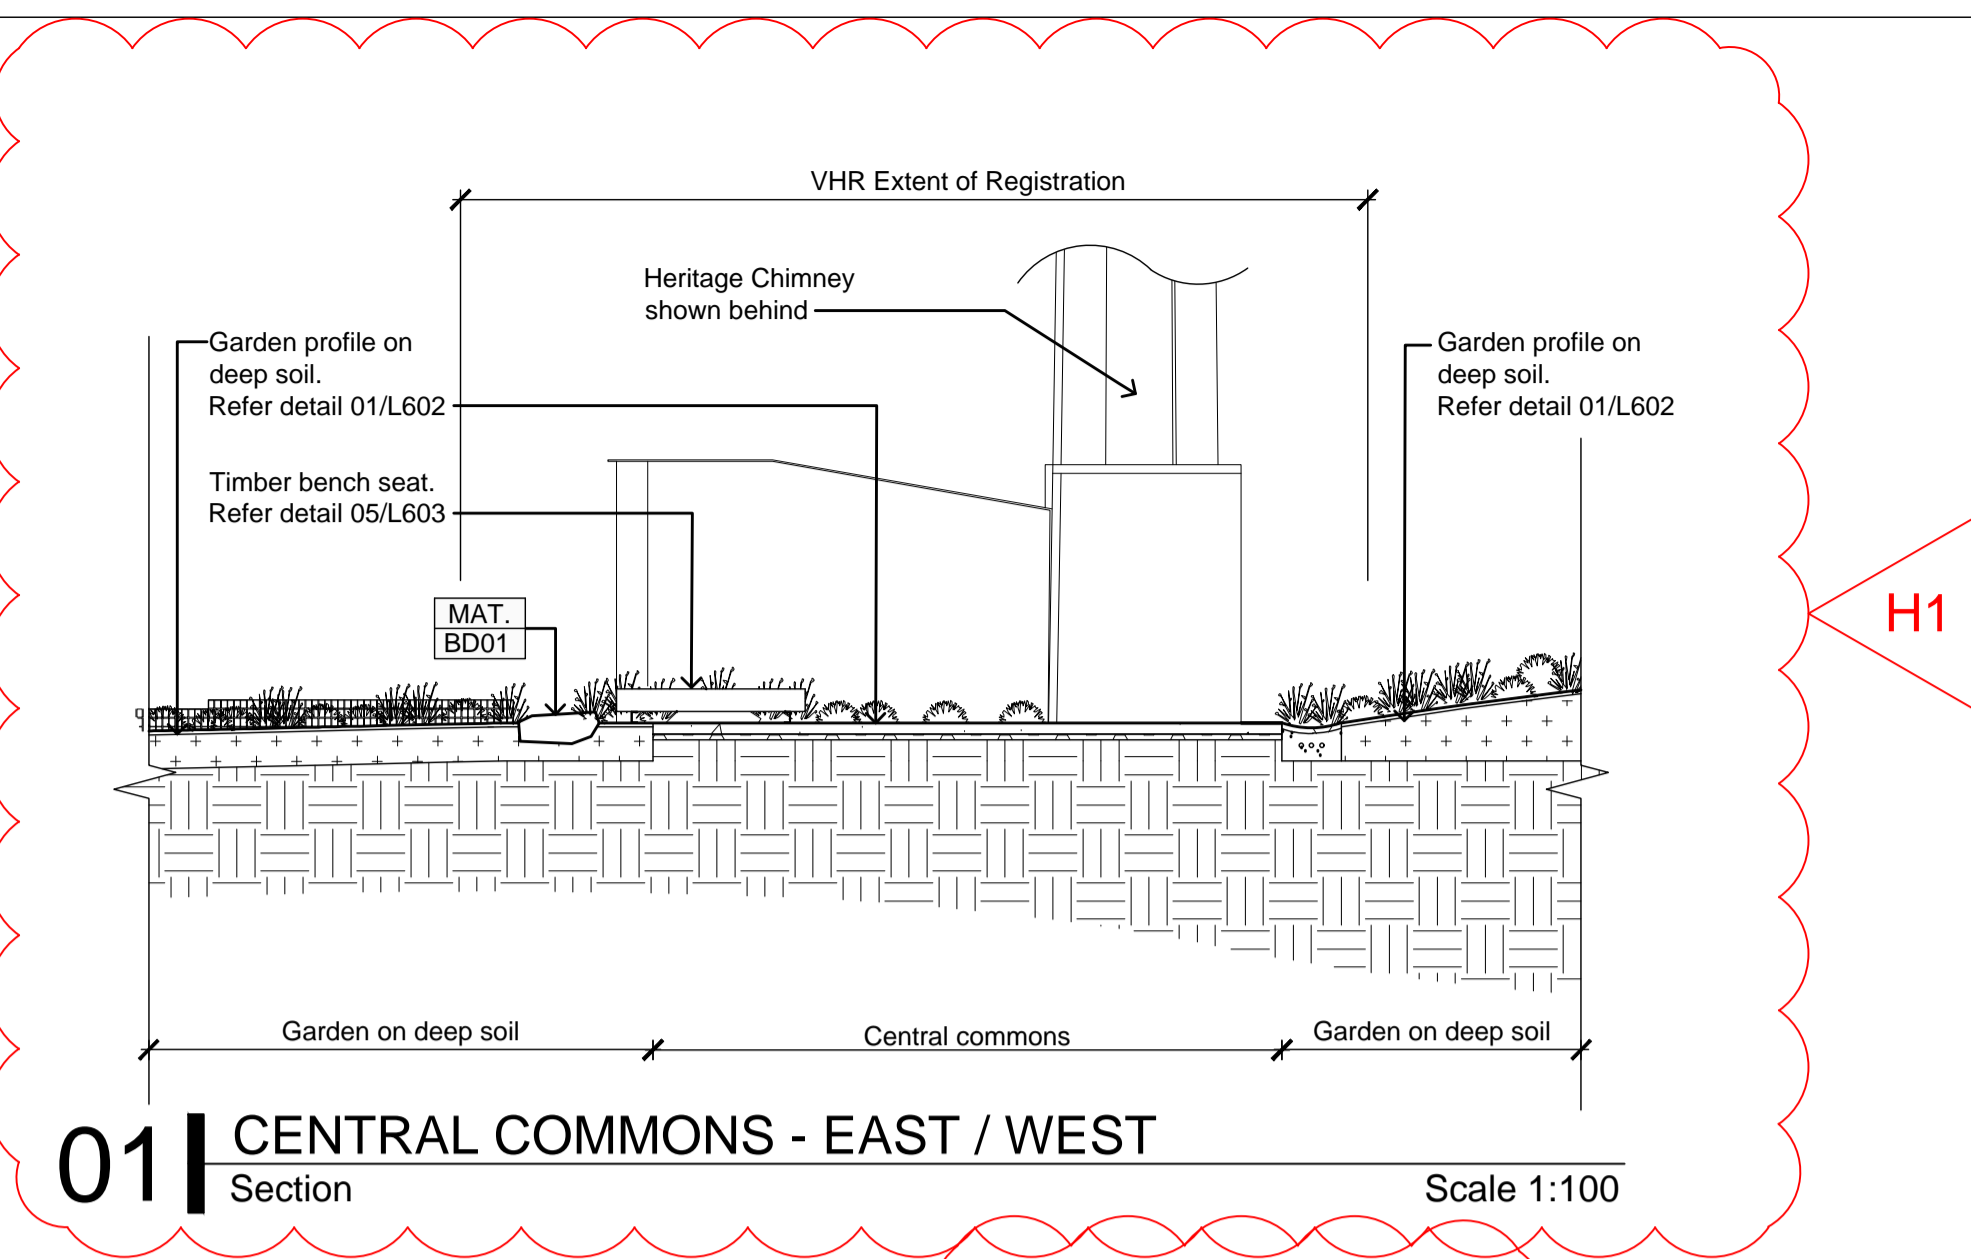 VHR Extent of Registration
Heritage Chimney
shown behind
Garden profile on
deep soil.
Refer detail 01/L602
Garden profile on
deep soil.
Refer detail 01/L602
Timber bench seat.
Refer detail 05/L603
MAT.
BD01
H1
Garden on deep soil
Central commons
Garden on deep soil
01
CENTRAL COMMONS - EAST / WEST
Section
Scale 1:100